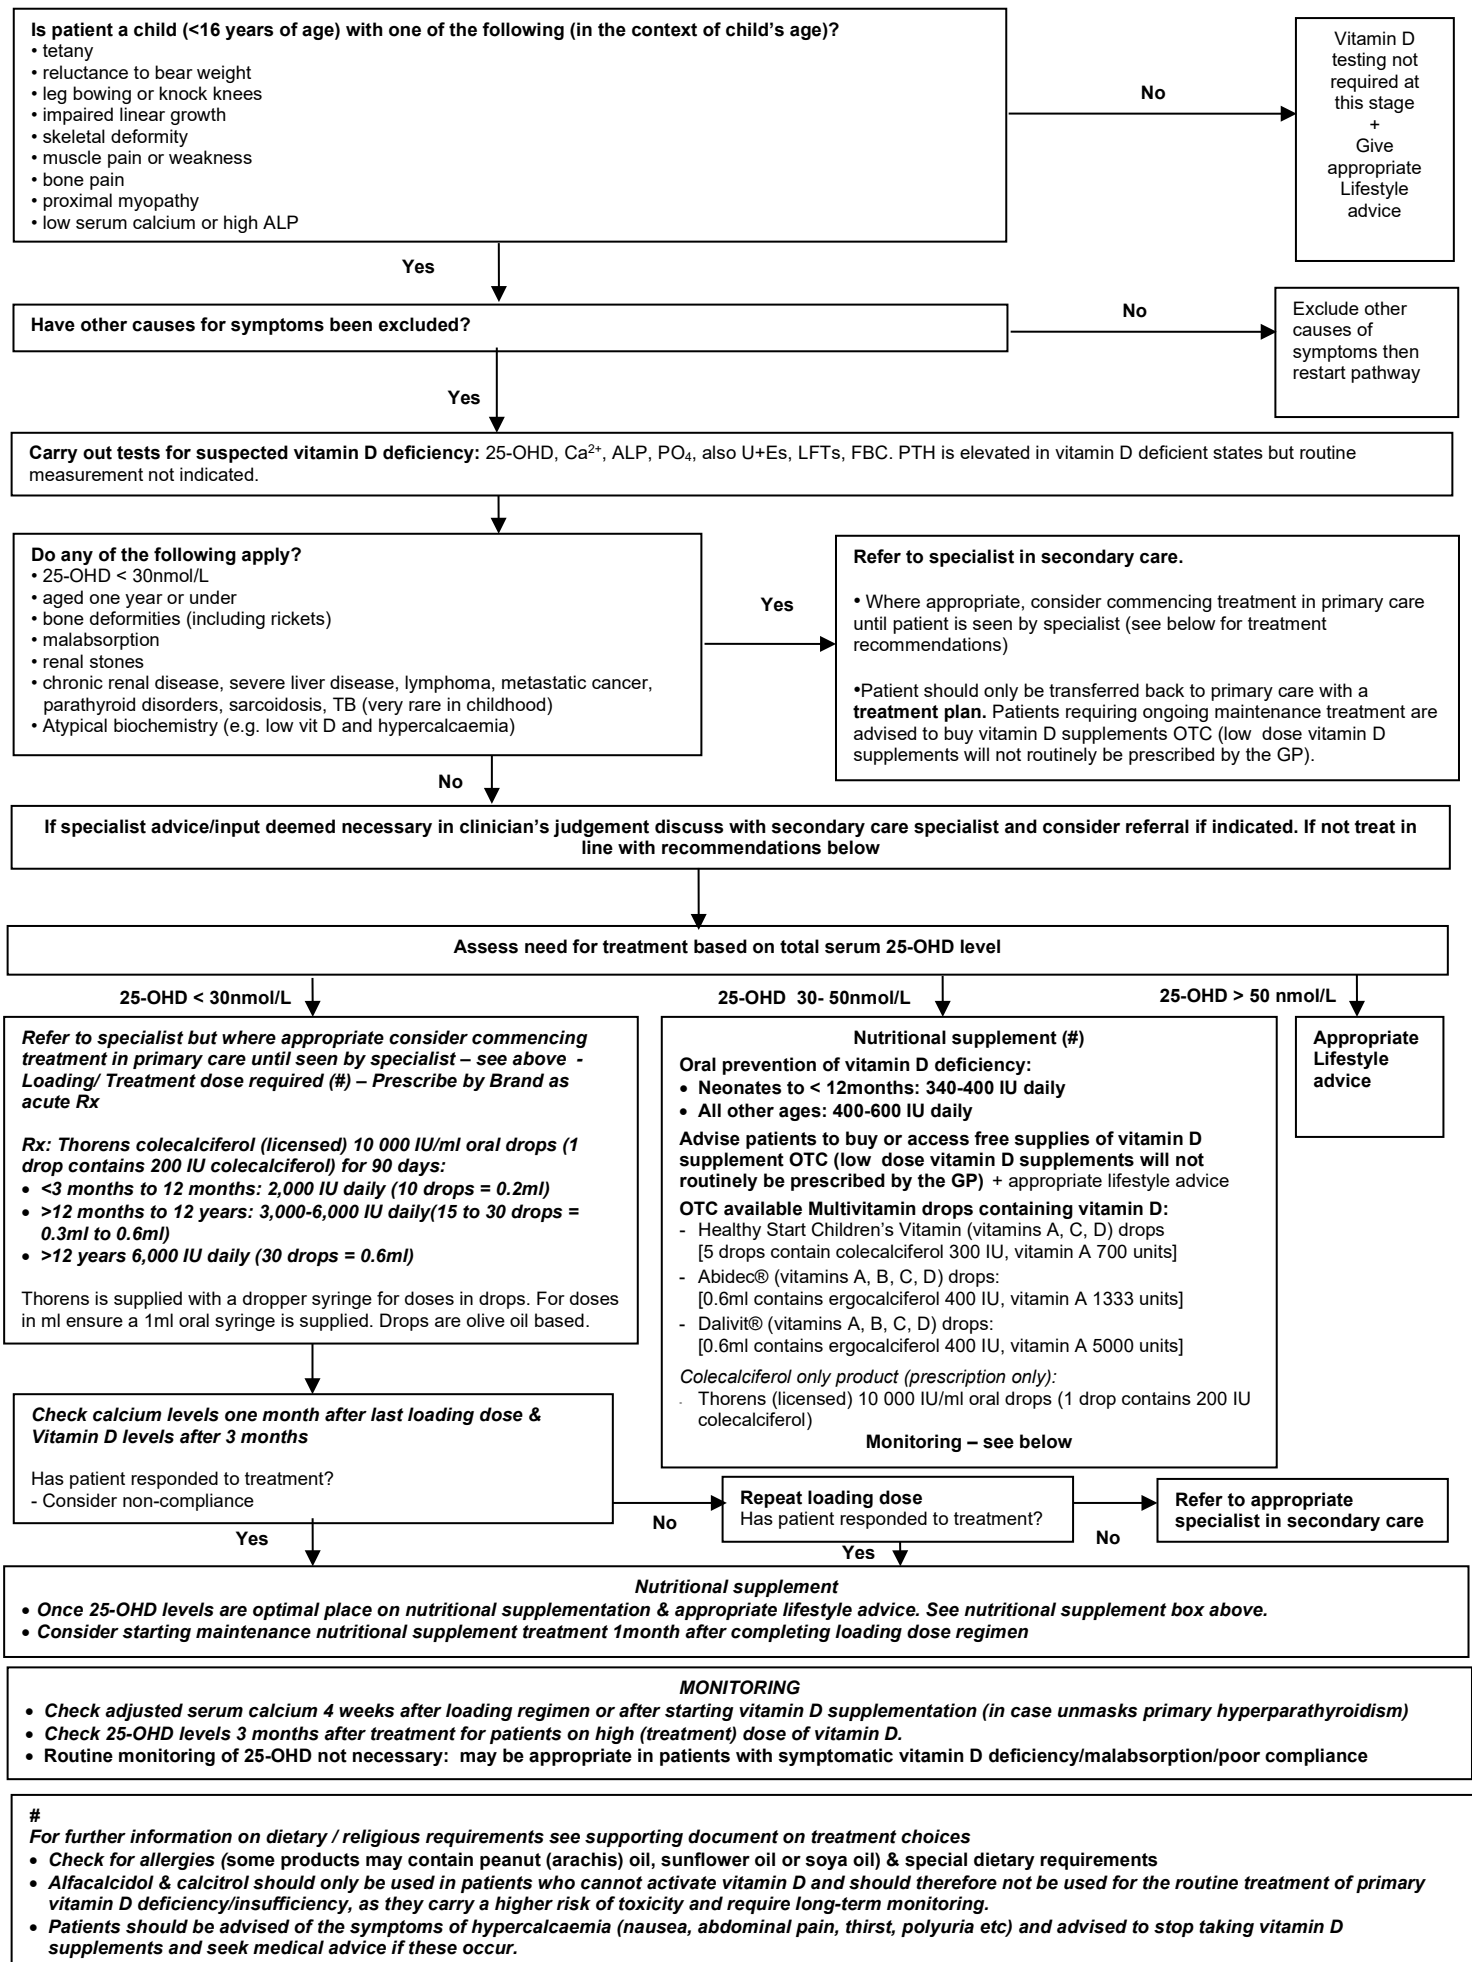 Is patient a child (<16 years of age) with one of the following (in the context of child's age)?
• tetany
• reluctance to bear weight
• leg bowing or knock knees
• impaired linear growth
• skeletal deformity
• muscle pain or weakness
• bone pain
• proximal myopathy
• low serum calcium or high ALP
No
Vitamin D
testing not
required at
this stage
+
Give
appropriate
Lifestyle
advice
Yes
Have other causes for symptoms been excluded?
No
Exclude other
causes of
symptoms then
restart pathway
Yes
Carry out tests for suspected vitamin D deficiency: 25-OHD, Ca²⁺, ALP, PO₄, also U+Es, LFTs, FBC. PTH is elevated in vitamin D deficient states but routine
measurement not indicated.
Do any of the following apply?
• 25-OHD < 30nmol/L
• aged one year or under
• bone deformities (including rickets)
• malabsorption
• renal stones
• chronic renal disease, severe liver disease, lymphoma, metastatic cancer,
parathyroid disorders, sarcoidosis, TB (very rare in childhood)
• Atypical biochemistry (e.g. low vit D and hypercalcaemia)
Yes
Refer to specialist in secondary care.
• Where appropriate, consider commencing treatment in primary care
until patient is seen by specialist (see below for treatment
recommendations)
•Patient should only be transferred back to primary care with a
treatment plan. Patients requiring ongoing maintenance treatment are
advised to buy vitamin D supplements OTC (low dose vitamin D
supplements will not routinely be prescribed by the GP).
No
If specialist advice/input deemed necessary in clinician's judgement discuss with secondary care specialist and consider referral if indicated. If not treat in
line with recommendations below
Assess need for treatment based on total serum 25-OHD level
25-OHD < 30nmol/L
25-OHD 30- 50nmol/L
25-OHD > 50 nmol/L
Refer to specialist but where appropriate consider commencing
treatment in primary care until seen by specialist – see above -
Loading/ Treatment dose required (#) – Prescribe by Brand as
acute Rx
Rx: Thorens colecalciferol (licensed) 10 000 IU/ml oral drops (1
drop contains 200 IU colecalciferol) for 90 days:
• <3 months to 12 months: 2,000 IU daily (10 drops = 0.2ml)
• >12 months to 12 years: 3,000-6,000 IU daily(15 to 30 drops =
0.3ml to 0.6ml)
• >12 years 6,000 IU daily (30 drops = 0.6ml)
Thorens is supplied with a dropper syringe for doses in drops. For doses
in ml ensure a 1ml oral syringe is supplied. Drops are olive oil based.
Nutritional supplement (#)
Oral prevention of vitamin D deficiency:
• Neonates to < 12months: 340-400 IU daily
• All other ages: 400-600 IU daily
Advise patients to buy or access free supplies of vitamin D
supplement OTC (low dose vitamin D supplements will not
routinely be prescribed by the GP) + appropriate lifestyle advice
OTC available Multivitamin drops containing vitamin D:
- Healthy Start Children's Vitamin (vitamins A, C, D) drops
[5 drops contain colecalciferol 300 IU, vitamin A 700 units]
- Abidec® (vitamins A, B, C, D) drops:
[0.6ml contains ergocalciferol 400 IU, vitamin A 1333 units]
- Dalivit® (vitamins A, B, C, D) drops:
[0.6ml contains ergocalciferol 400 IU, vitamin A 5000 units]
Colecalciferol only product (prescription only):
- Thorens (licensed) 10 000 IU/ml oral drops (1 drop contains 200 IU
colecalciferol)
Monitoring – see below
Appropriate
Lifestyle
advice
Check calcium levels one month after last loading dose &
Vitamin D levels after 3 months
Has patient responded to treatment?
- Consider non-compliance
No
Repeat loading dose
Has patient responded to treatment?
No
Refer to appropriate
specialist in secondary care
Yes
Yes
Nutritional supplement
• Once 25-OHD levels are optimal place on nutritional supplementation & appropriate lifestyle advice. See nutritional supplement box above.
• Consider starting maintenance nutritional supplement treatment 1month after completing loading dose regimen
MONITORING
• Check adjusted serum calcium 4 weeks after loading regimen or after starting vitamin D supplementation (in case unmasks primary hyperparathyroidism)
• Check 25-OHD levels 3 months after treatment for patients on high (treatment) dose of vitamin D.
• Routine monitoring of 25-OHD not necessary: may be appropriate in patients with symptomatic vitamin D deficiency/malabsorption/poor compliance
#
For further information on dietary / religious requirements see supporting document on treatment choices
• Check for allergies (some products may contain peanut (arachis) oil, sunflower oil or soya oil) & special dietary requirements
• Alfacalcidol & calcitrol should only be used in patients who cannot activate vitamin D and should therefore not be used for the routine treatment of primary
vitamin D deficiency/insufficiency, as they carry a higher risk of toxicity and require long-term monitoring.
• Patients should be advised of the symptoms of hypercalcaemia (nausea, abdominal pain, thirst, polyuria etc) and advised to stop taking vitamin D
supplements and seek medical advice if these occur.